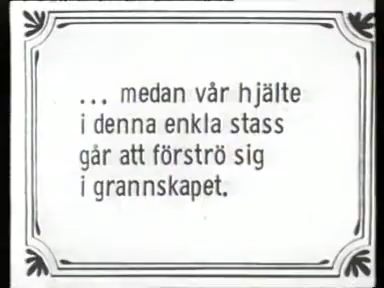 ... medan vår hjälte
i denna enkla stass
går att förströ sig
i grannskapet.